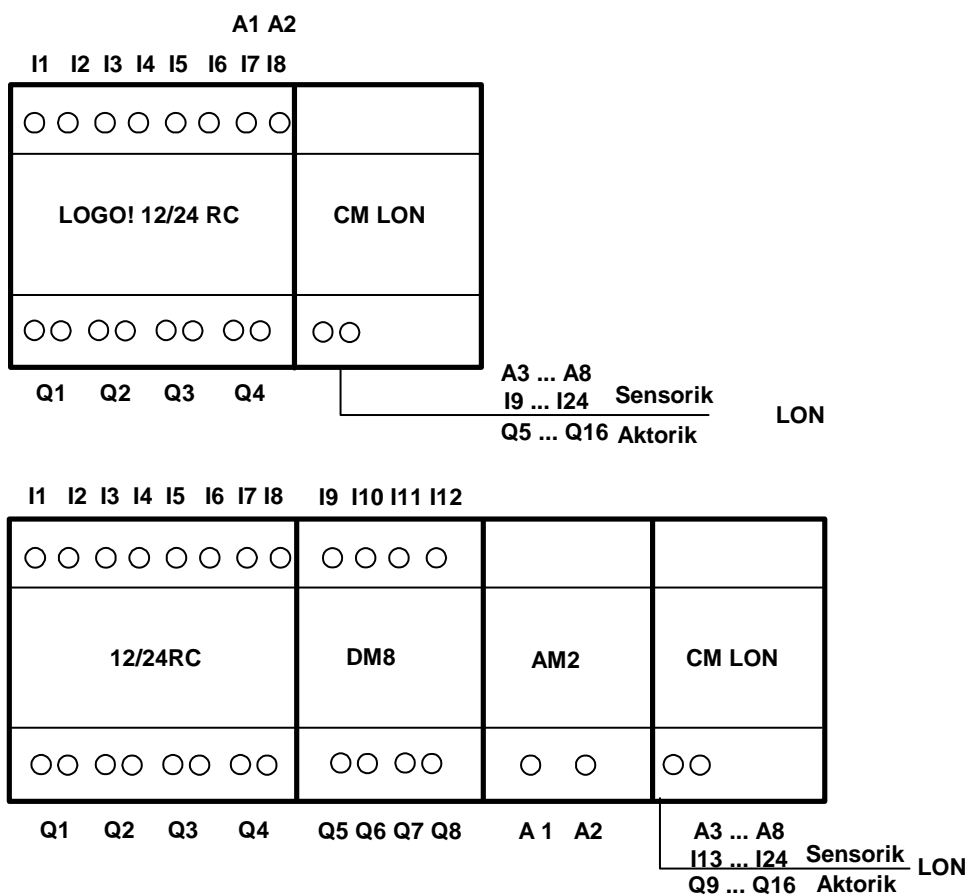 A1 A2
I1 I2 I3 I4 I5 I6 I7 I8
LOGO! 12/24 RC CM LON
Q1 Q2 Q3 Q4
A3 ... A8
I9 ... I24 Sensorik
LON
Q5 ... Q16 Aktorik
I1 I2 I3 I4 I5 I6 I7 I8 I9 I10 I11 I12
12/24RC DM8 AM2 CM LON
Q1 Q2 Q3 Q4 Q5 Q6 Q7 Q8 A 1 A2 A3 ... A8
I13 ... I24 Sensorik
LON
Q9 ... Q16 Aktorik